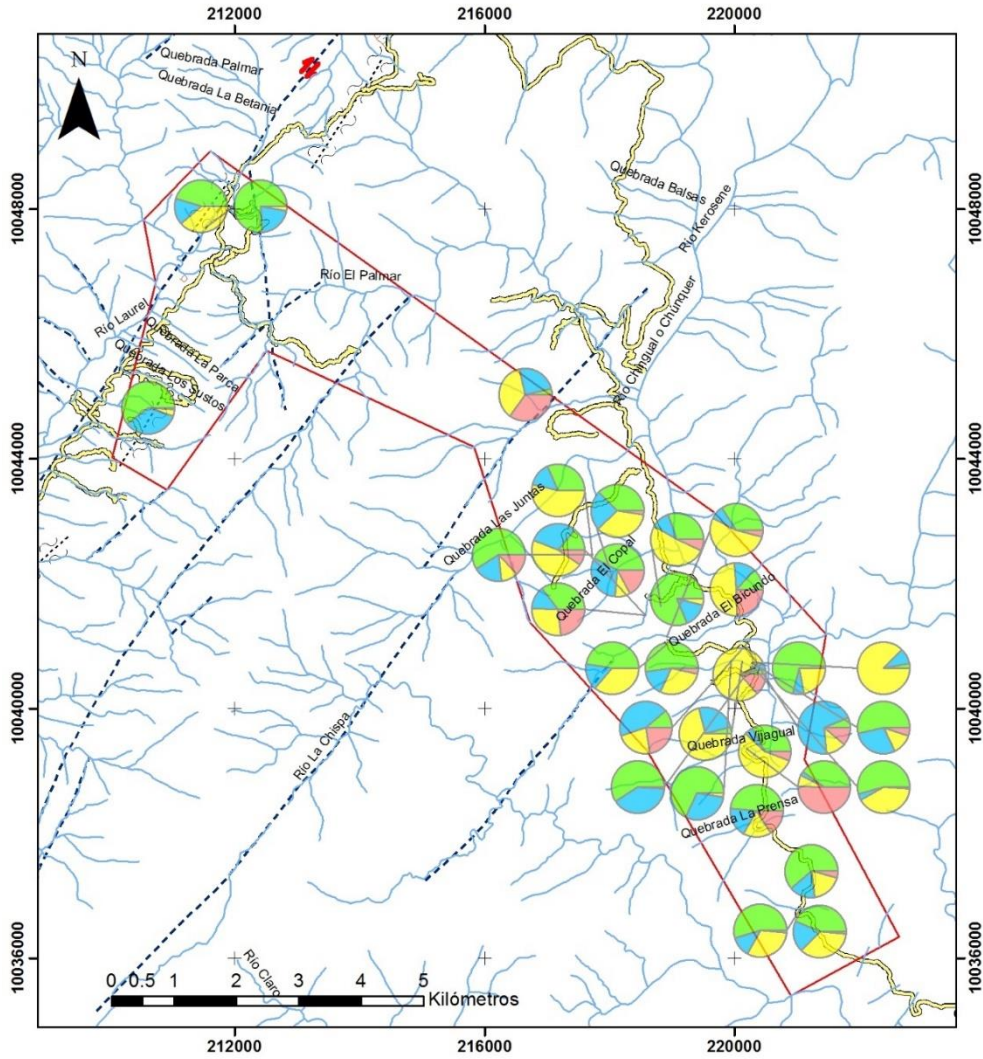 212000
216000
220000
N
Quebrada Palmar
Quebrada La Betania
10048000
10048000
Quebrada Balsas
Río Kerosene
Río El Palmar
Río Laurel
Quebrada La Parca
Quebrada Los Sustos
Río Chingual o Chunquer
10044000
10044000
Quebrada Las Juntas
Quebrada El Copal
Quebrada El Bicundo
10040000
10040000
Quebrada Vijagual
Río La Chispa
Quebrada La Prensa
10036000
10036000
Río Claro
0 0.5 1 2 3 4 5
Kilómetros
212000
216000
220000